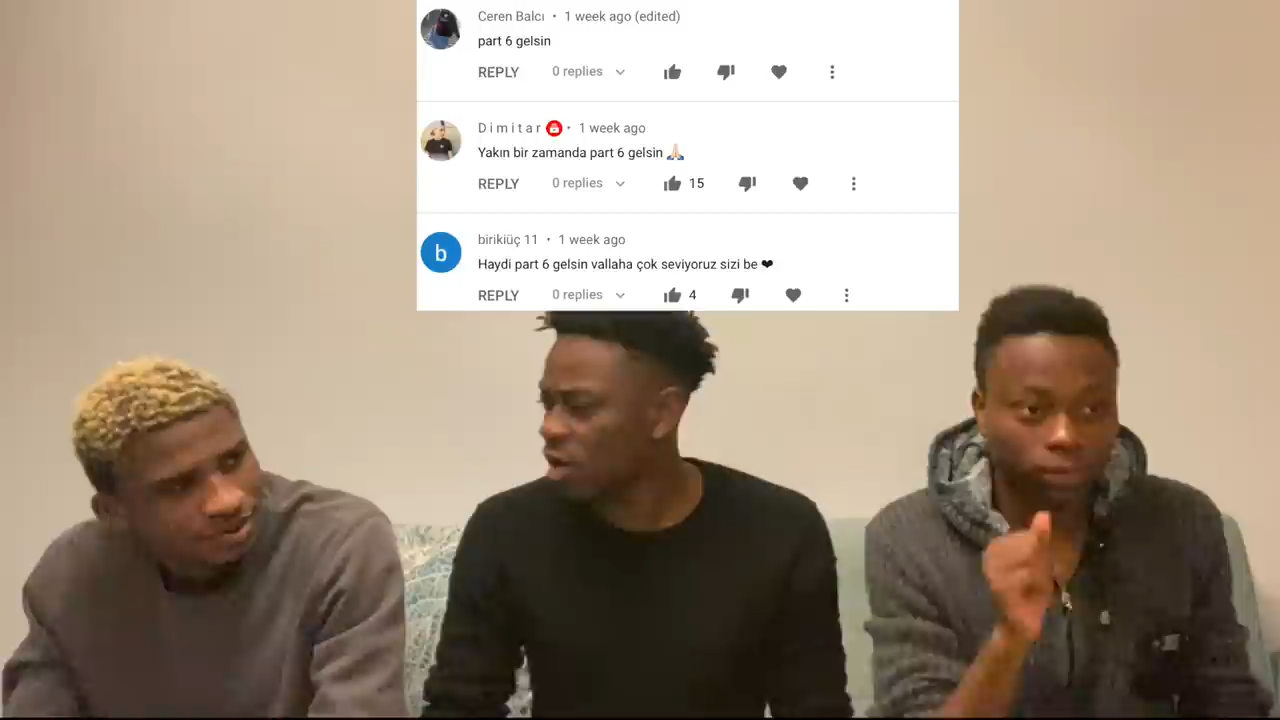 Ceren Balcı • 1 week ago (edited)
part 6 gelsin
REPLY 0 replies
D i m i t a r • 1 week ago
Yakın bir zamanda part 6 gelsin 🙏🏻
REPLY 0 replies 15
b
birikiüç 11 • 1 week ago
Haydi part 6 gelsin vallaha çok seviyoruz sizi be ❤
REPLY 0 replies 4